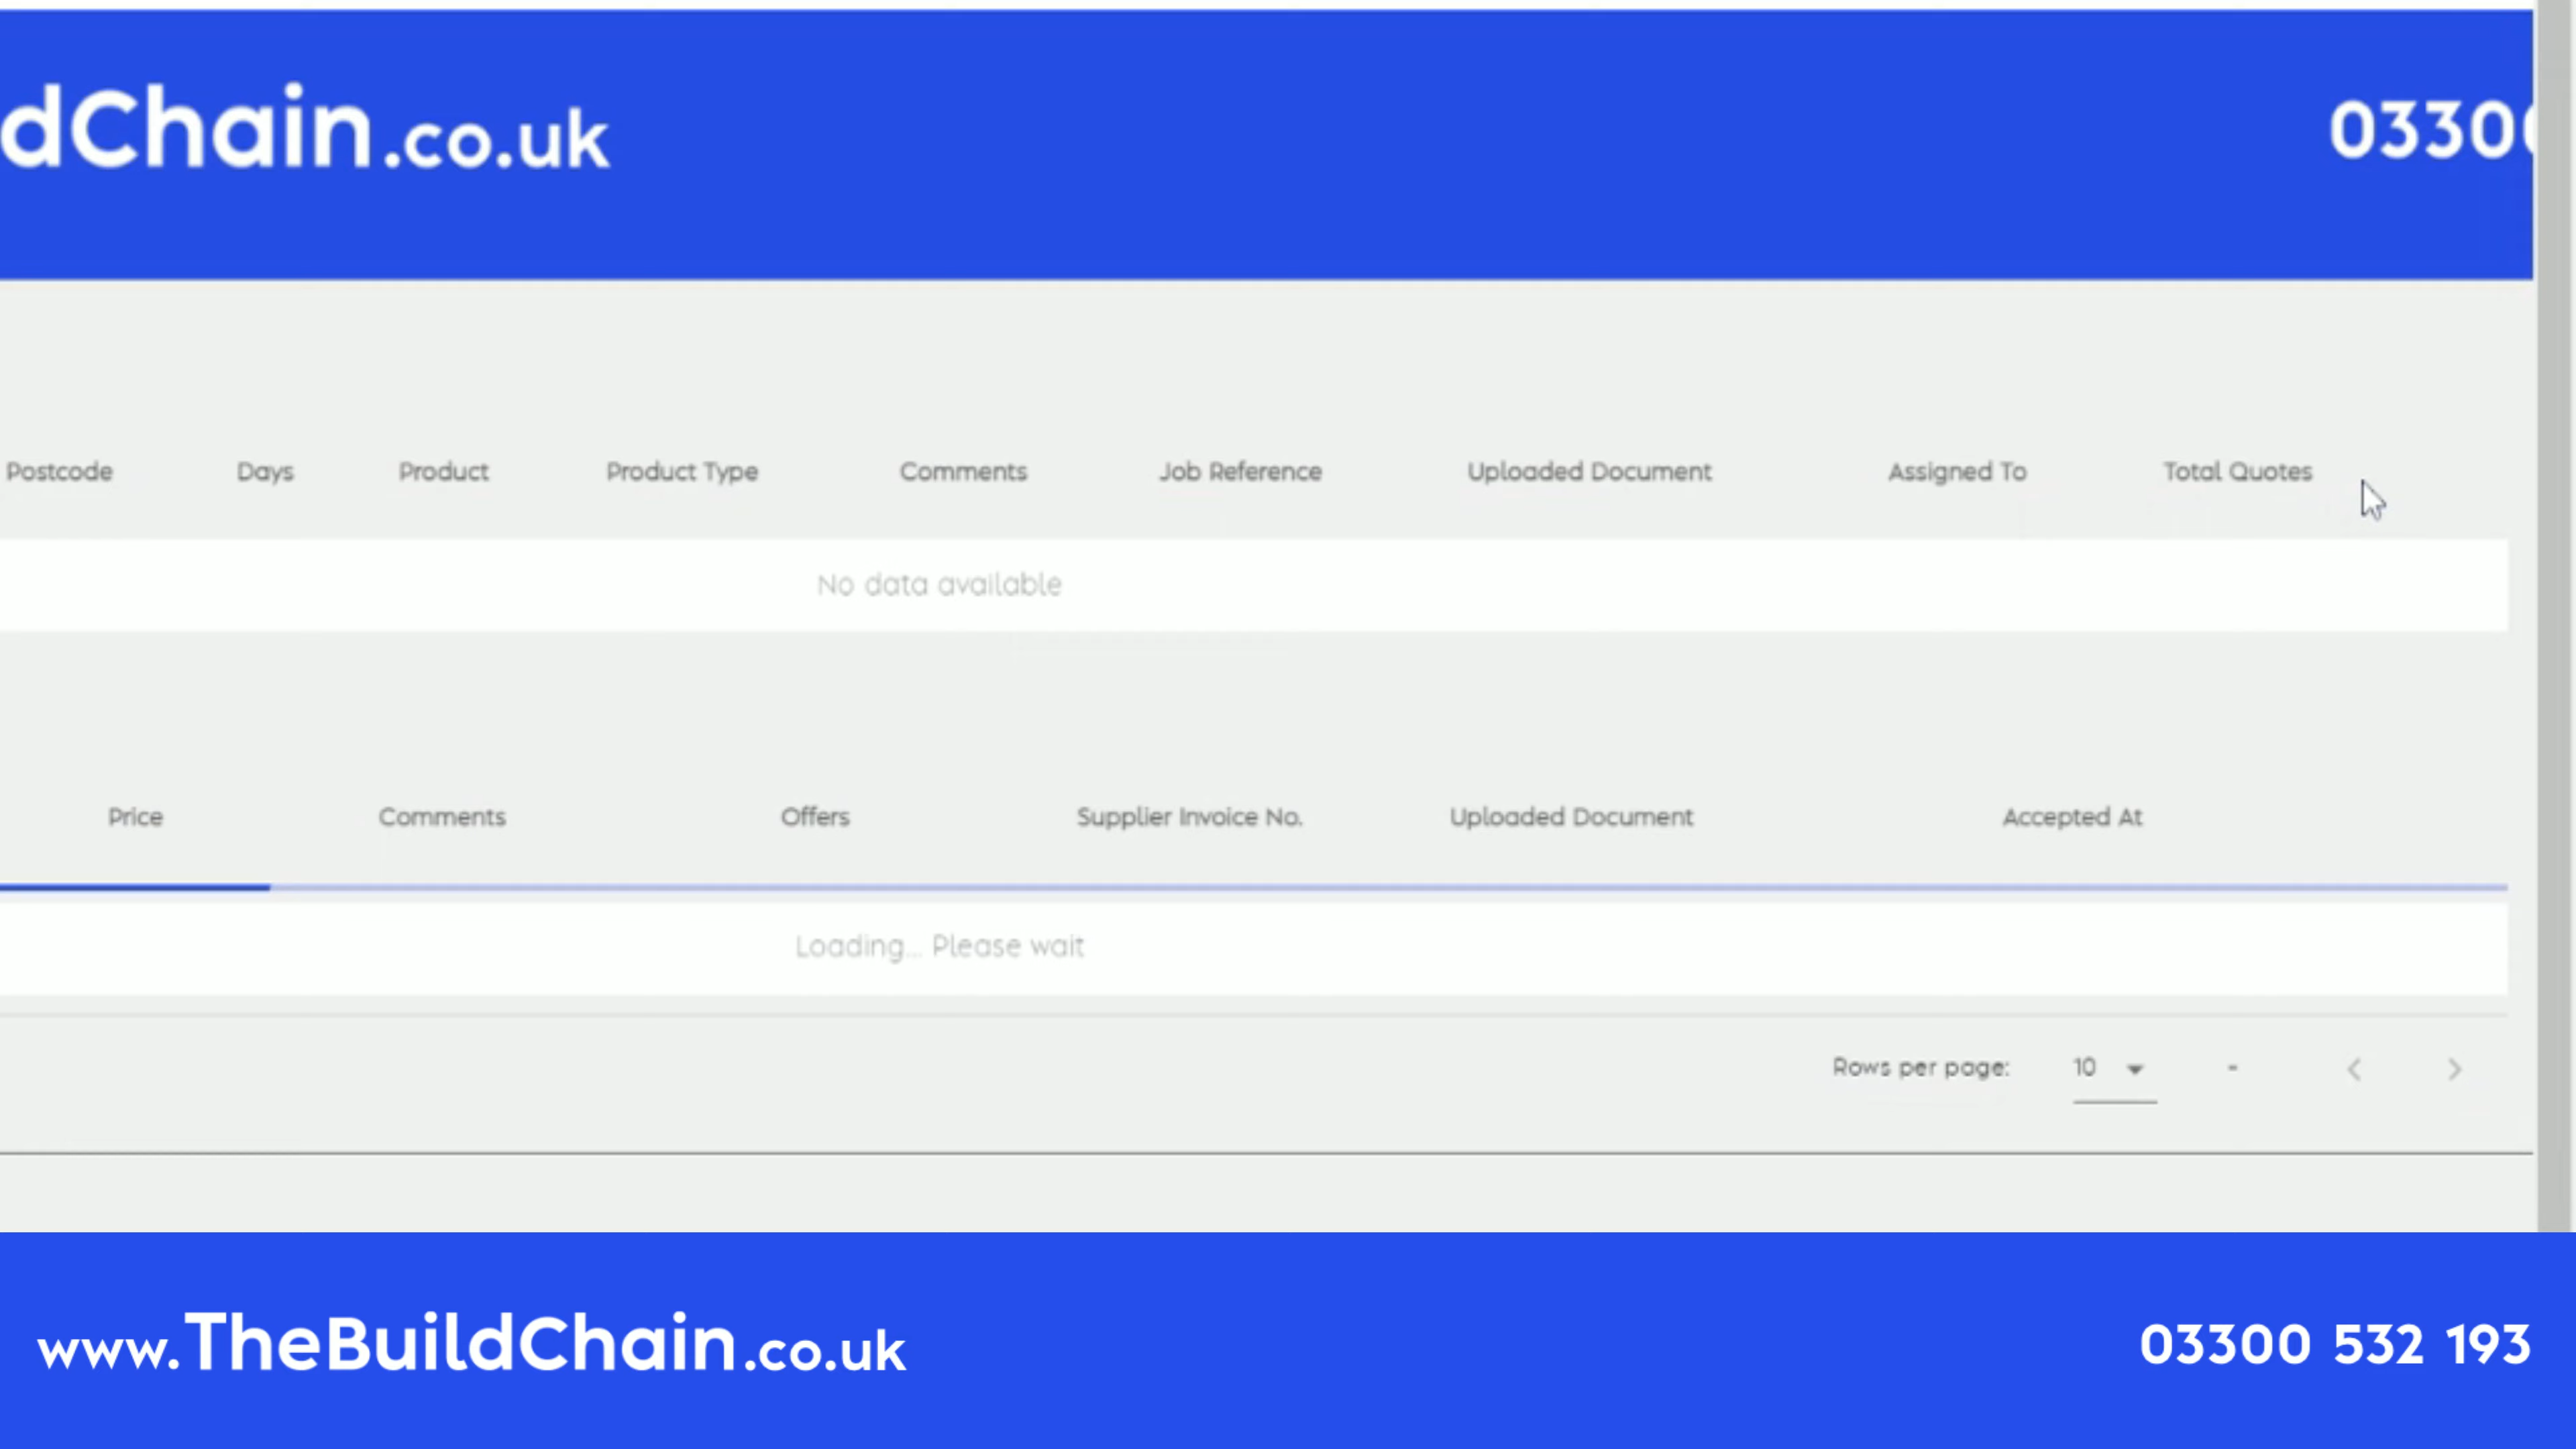 dChain.co.uk 0330
Postcode Days Product Product Type Comments Job Reference Uploaded Document Assigned To Total Quotes
No data available
Price Comments Offers Supplier Invoice No. Uploaded Document Accepted At
Loading... Please wait
Rows per page: 10 -
www.TheBuildChain.co.uk 03300 532 193